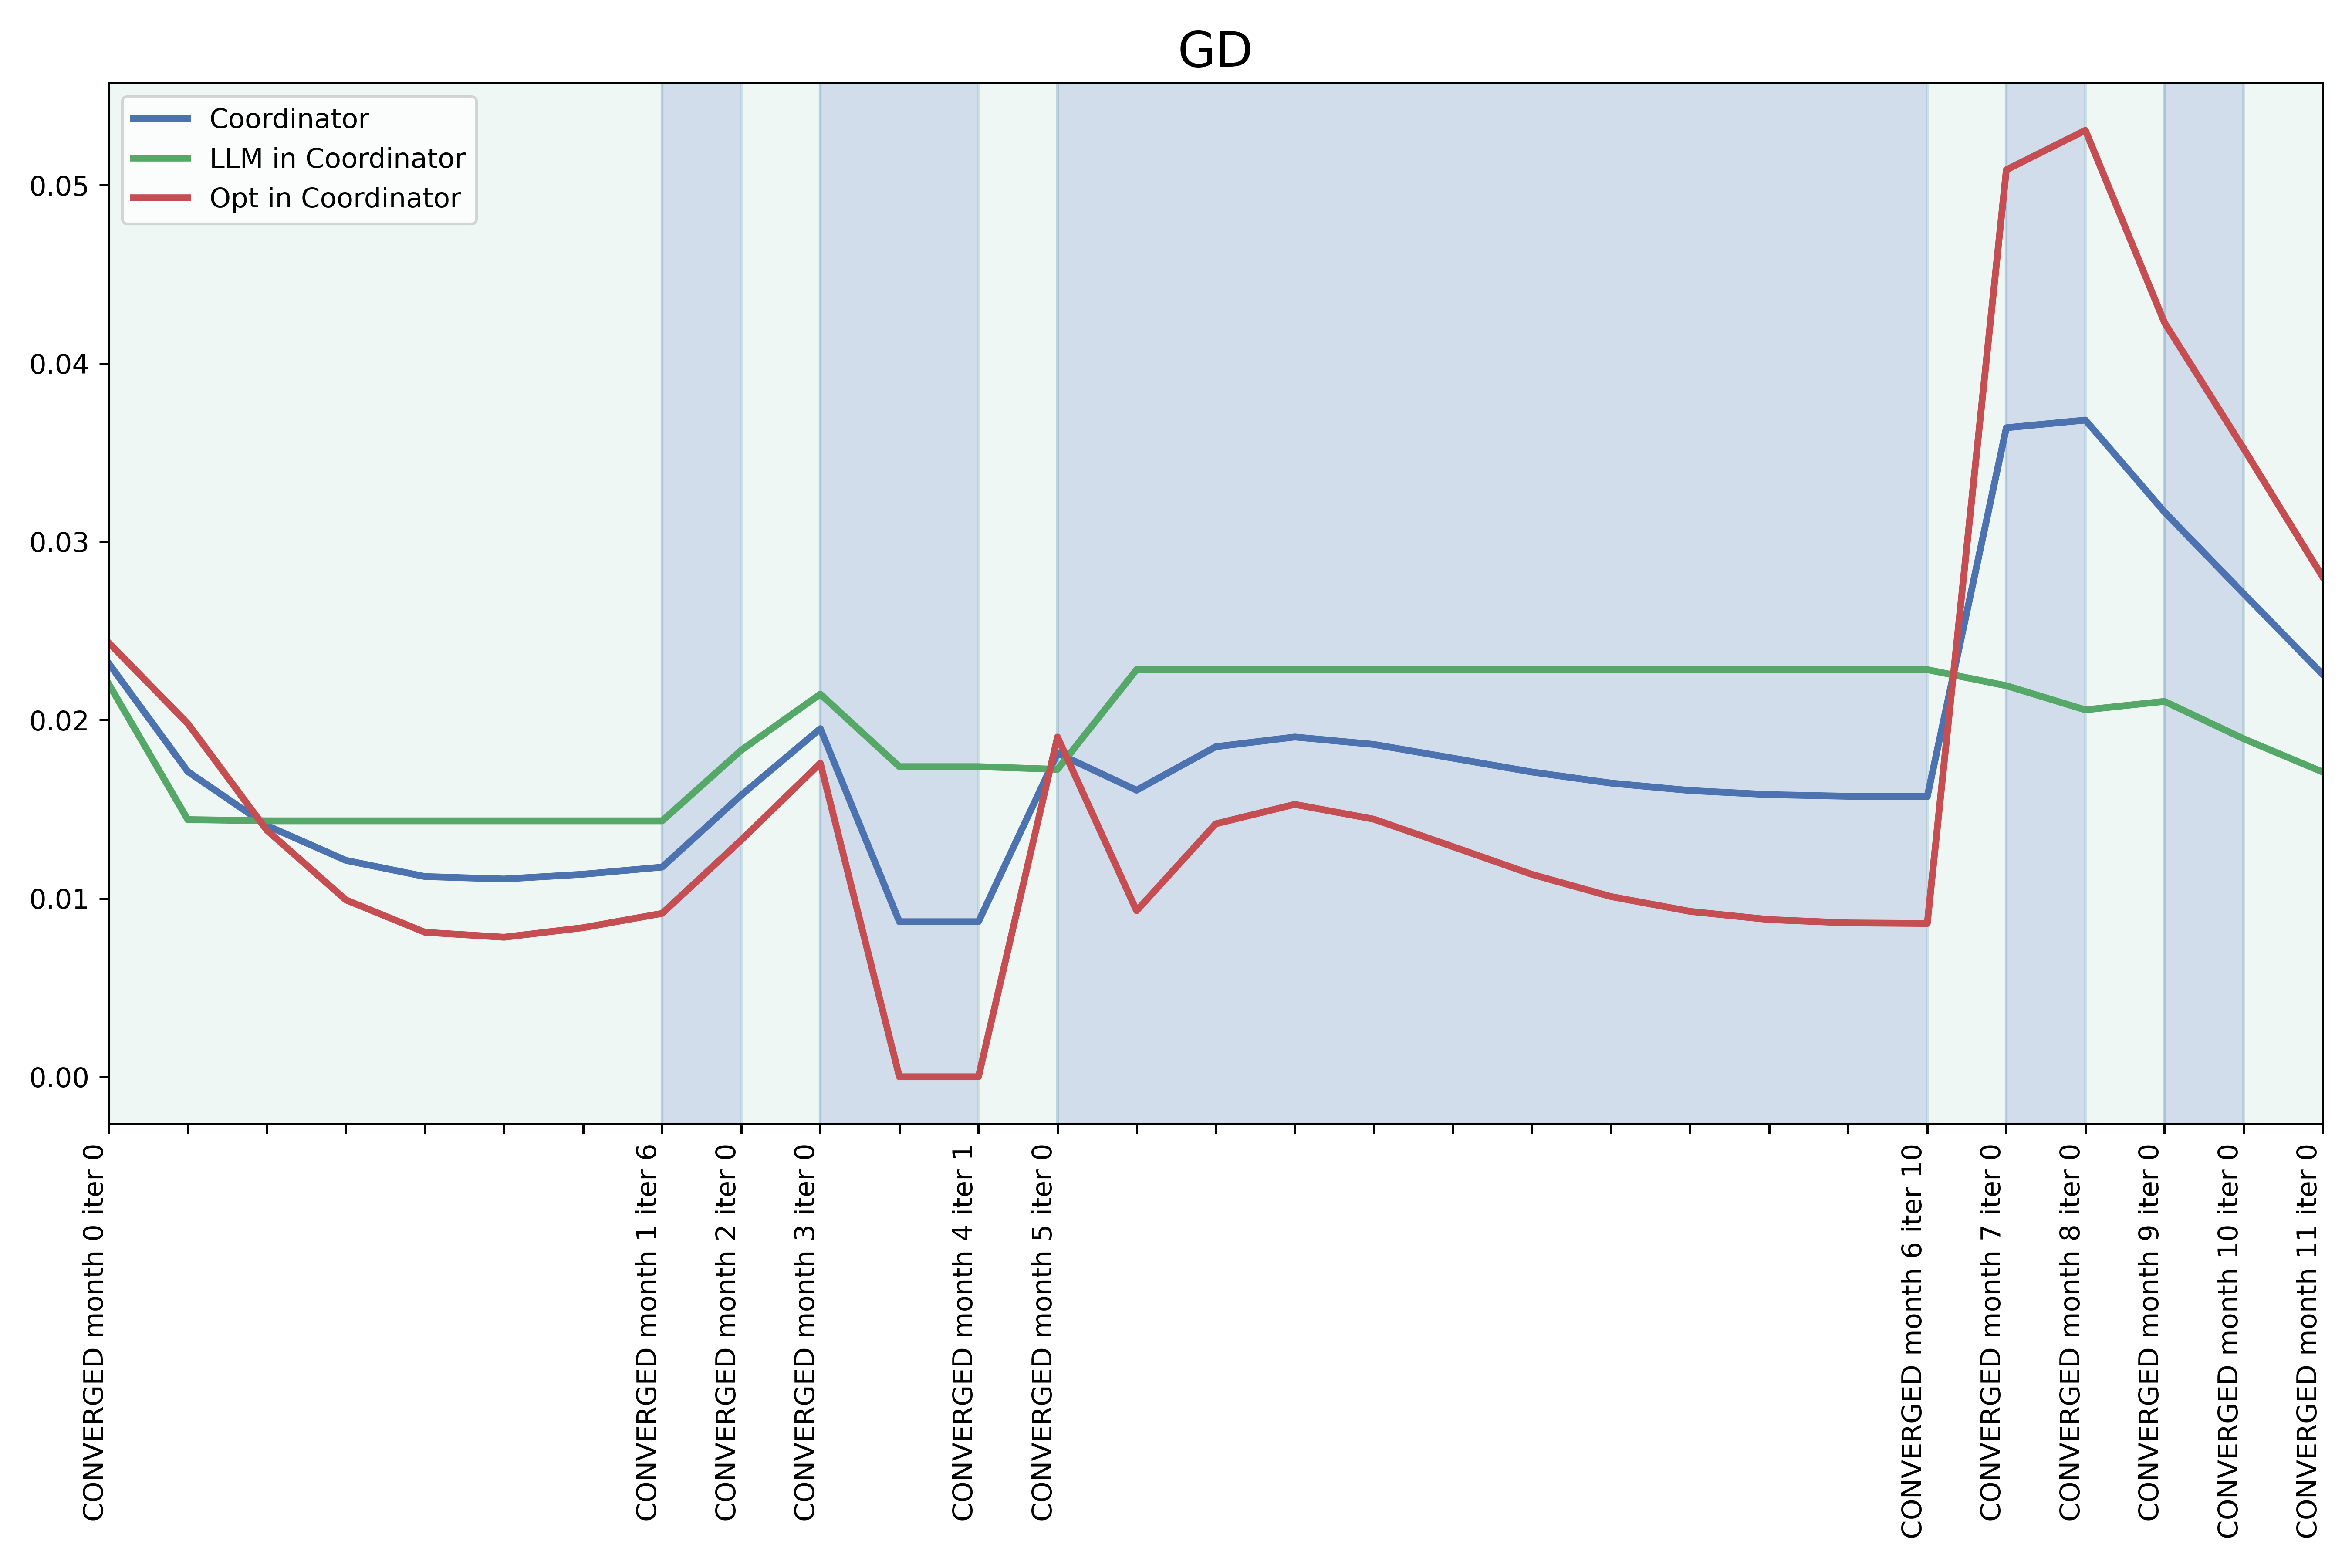 GD
Coordinator
LLM in Coordinator
Opt in Coordinator
0.05
0.04
0.03
0.02
0.01
0.00
CONVERGED month 0 iter 0
CONVERGED month 1 iter 6
CONVERGED month 2 iter 0
CONVERGED month 3 iter 0
CONVERGED month 4 iter 1
CONVERGED month 5 iter 0
CONVERGED month 6 iter 10
CONVERGED month 7 iter 0
CONVERGED month 8 iter 0
CONVERGED month 9 iter 0
CONVERGED month 10 iter 0
CONVERGED month 11 iter 0